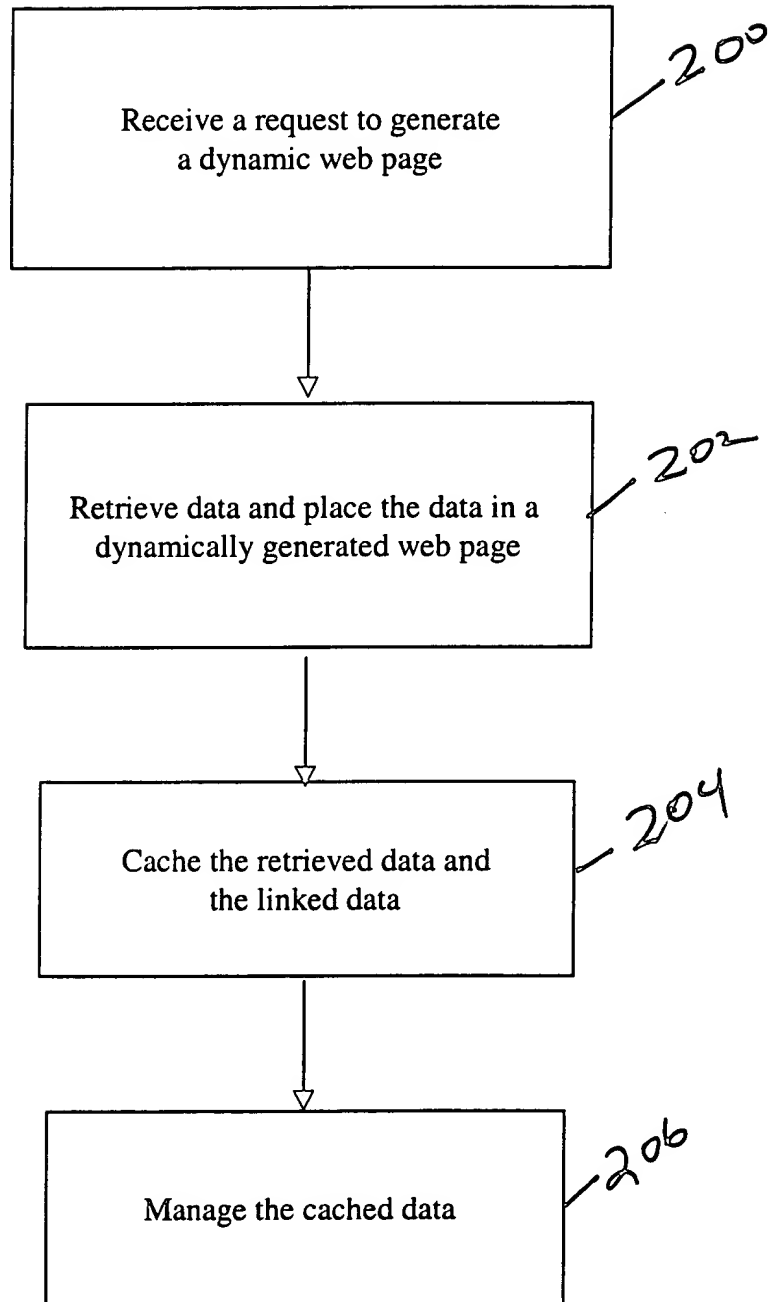 200
Receive a request to generate
a dynamic web page
202
Retrieve data and place the data in a
dynamically generated web page
204
Cache the retrieved data and
the linked data
206
Manage the cached data